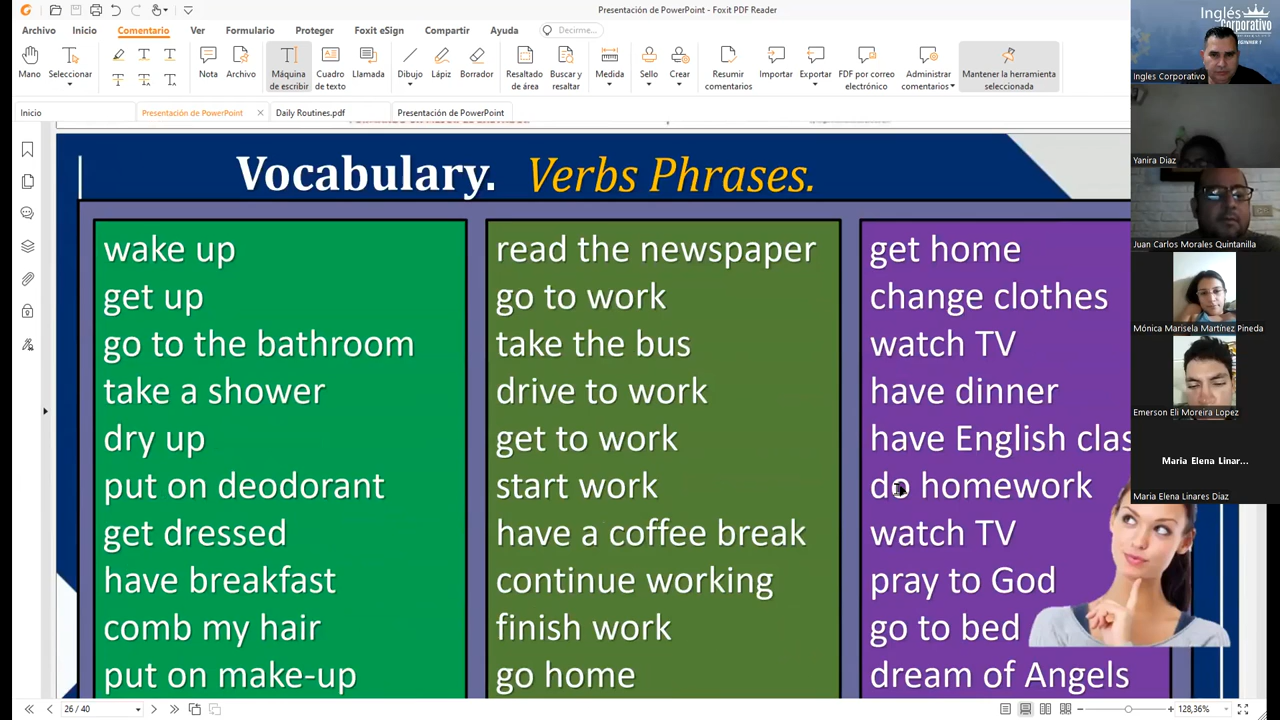 Presentación de PowerPoint - Foxit PDF Reader
Archivo Inicio Comentario Ver Formulario Proteger Foxit eSign Compartir Ayuda Decirme...
Mano
Seleccionar
Nota
Archivo
Máquina de escribir
Cuadro de texto
Llamada
Dibujo
Lápiz
Borrador
Resaltado de área
Buscar y resaltar
Medida
Sello
Crear
Resumir comentarios
Importar
Exportar
PDF por correo electrónico
Administrar comentarios
Mantener la herramienta seleccionada
Inicio
Presentación de PowerPoint
Daily Routines.pdf
Presentación de PowerPoint
Vocabulary. Verbs Phrases.
wake up
get up
go to the bathroom
take a shower
dry up
put on deodorant
get dressed
have breakfast
comb my hair
put on make-up
read the newspaper
go to work
take the bus
drive to work
get to work
start work
have a coffee break
continue working
finish work
go home
get home
change clothes
watch TV
have dinner
have English clas
do homework
watch TV
pray to God
go to bed
dream of Angels
Inglés
Corporativo
Ingles Corporativo
Yanira Diaz
Juan Carlos Morales Quintanilla
Mónica Marisela Martínez Pineda
Emerson Eli Moreira Lopez
Maria Elena Linar...
Maria Elena Linares Diaz
26 / 40
128,36%